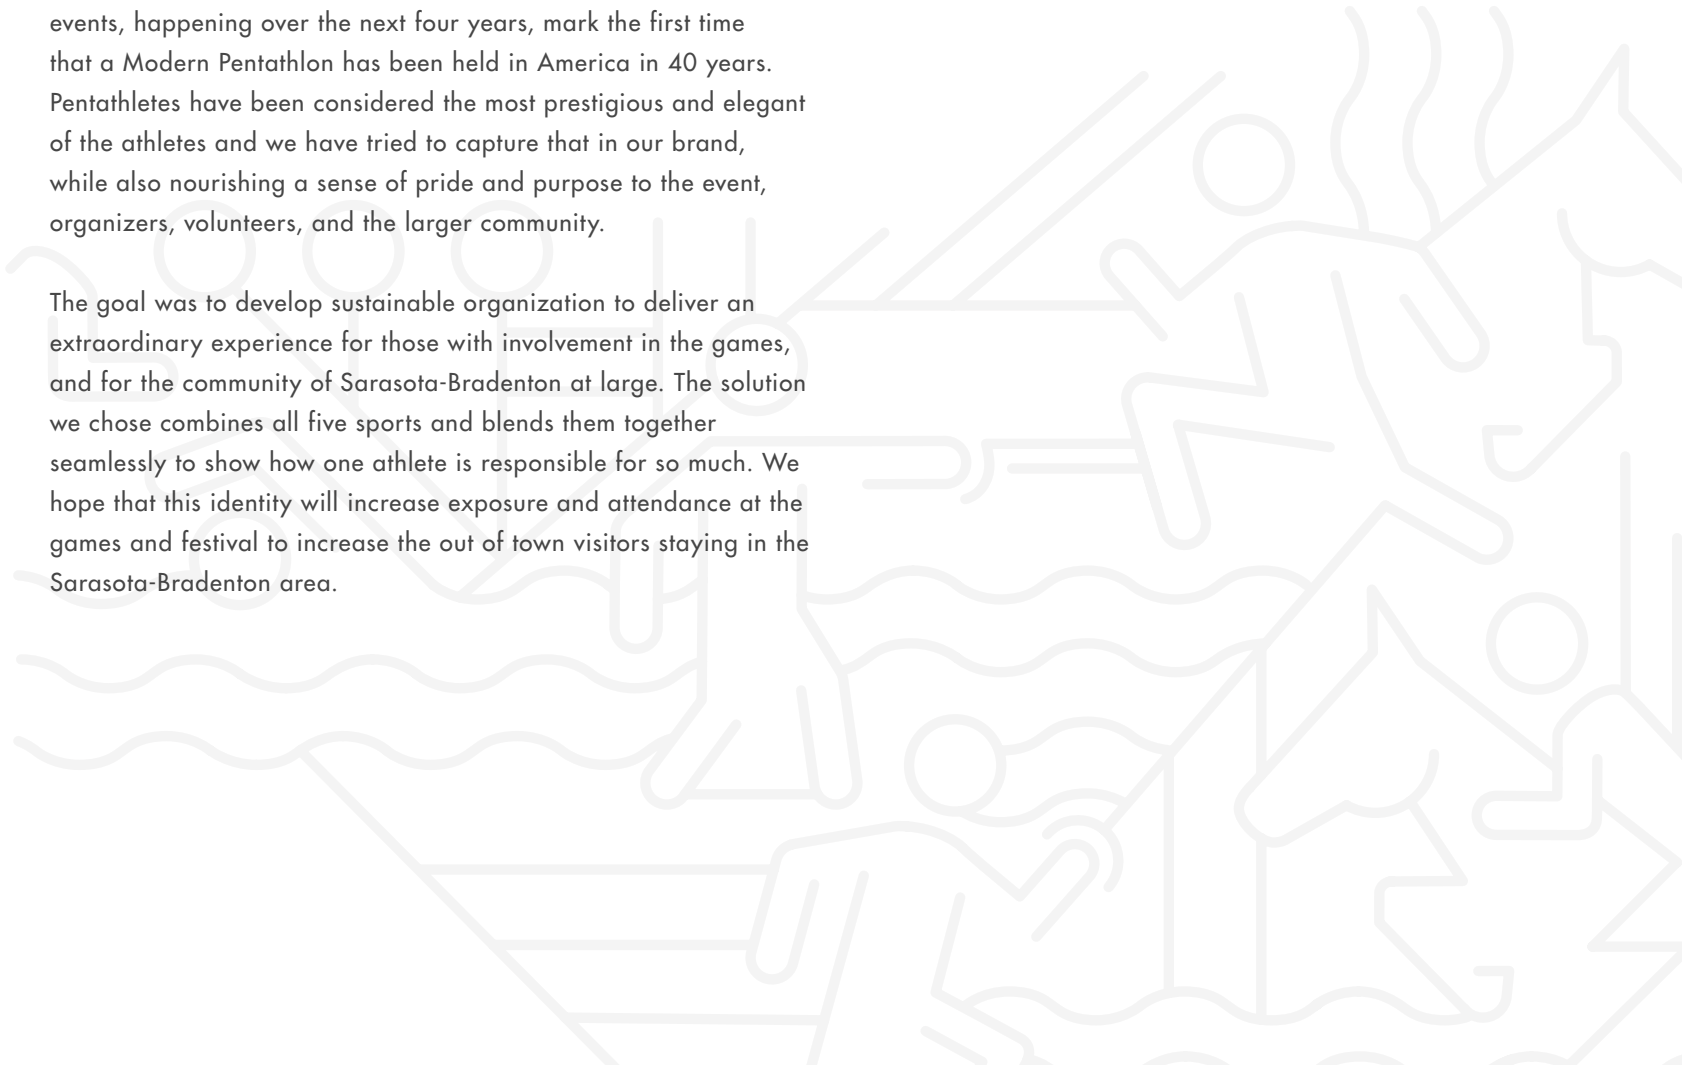 events, happening over the next four years, mark the first time
that a Modern Pentathlon has been held in America in 40 years.
Pentathletes have been considered the most prestigious and elegant
of the athletes and we have tried to capture that in our brand,
while also nourishing a sense of pride and purpose to the event,
organizers, volunteers, and the larger community.
The goal was to develop sustainable organization to deliver an
extraordinary experience for those with involvement in the games,
and for the community of Sarasota-Bradenton at large. The solution
we chose combines all five sports and blends them together
seamlessly to show how one athlete is responsible for so much. We
hope that this identity will increase exposure and attendance at the
games and festival to increase the out of town visitors staying in the
Sarasota-Bradenton area.